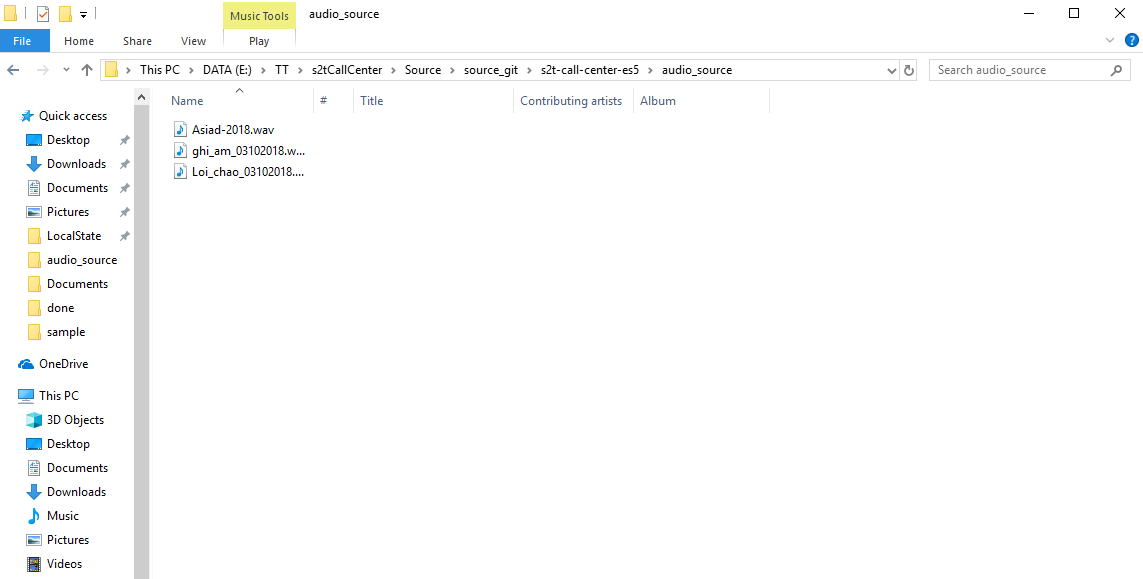 Music Tools audio_source
File Home Share View Play
This PC DATA (E:) TT s2tCallCenter Source source_git s2t-call-center-es5 audio_source Search audio_source
Name # Title Contributing artists Album
Asiad-2018.wav
ghi_am_03102018.w...
Loi_chao_03102018....
Quick access
Desktop
Downloads
Documents
Pictures
LocalState
audio_source
Documents
done
sample
OneDrive
This PC
3D Objects
Desktop
Documents
Downloads
Music
Pictures
Videos